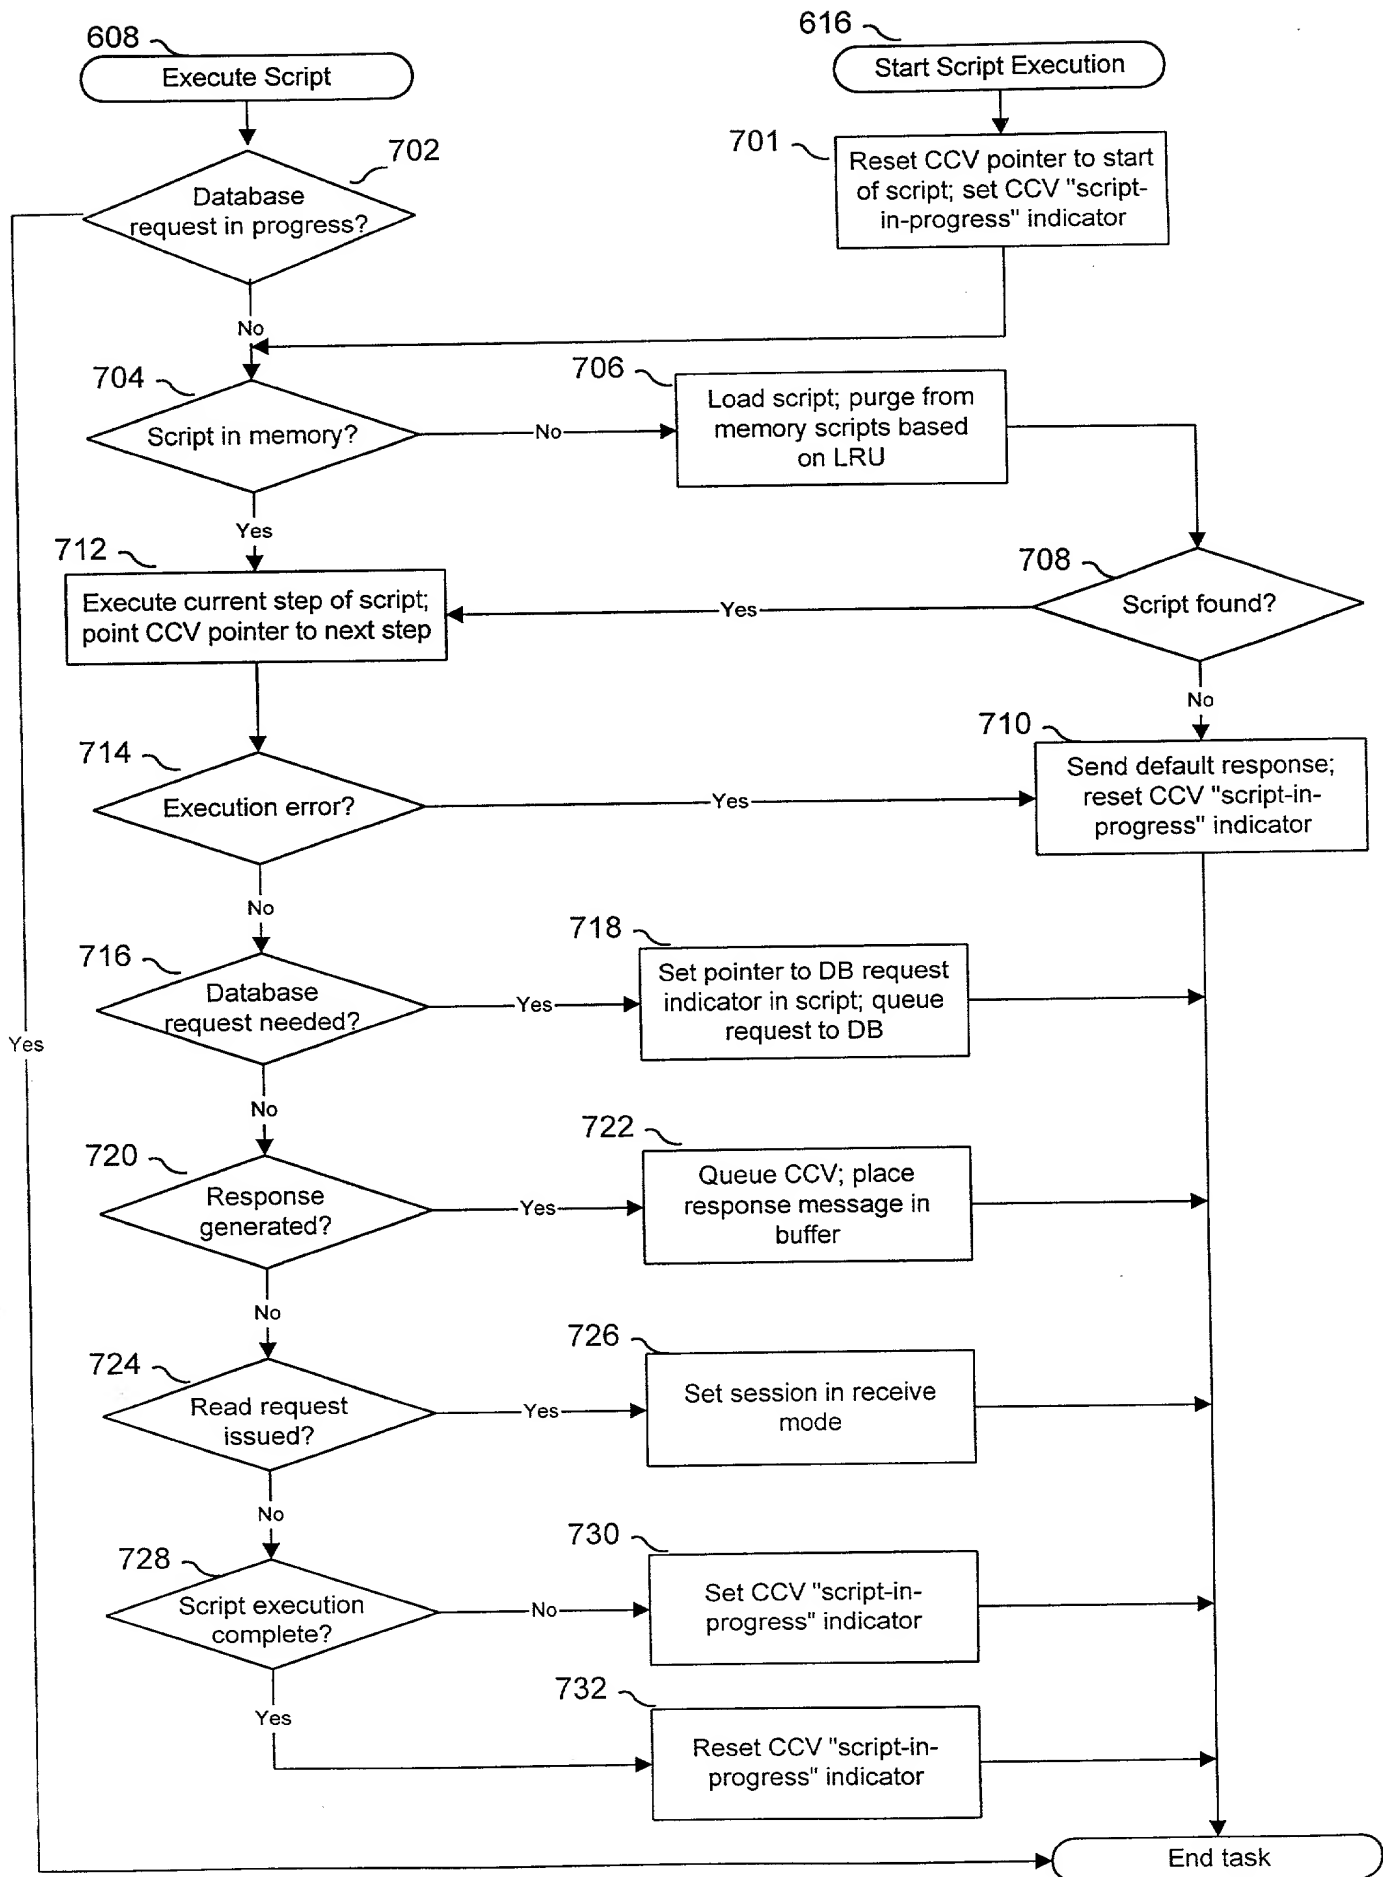 608
Execute Script
616
Start Script Execution
701
Reset CCV pointer to start
of script; set CCV "script-
in-progress" indicator
702
Database
request in progress?
No
704
Script in memory?
No
706
Load script; purge from
memory scripts based
on LRU
Yes
712
Execute current step of script;
point CCV pointer to next step
Yes
708
Script found?
No
710
Send default response;
reset CCV "script-in-
progress" indicator
714
Execution error?
Yes
No
716
Database
request needed?
Yes
718
Set pointer to DB request
indicator in script; queue
request to DB
Yes
No
720
Response
generated?
Yes
722
Queue CCV; place
response message in
buffer
No
724
Read request
issued?
Yes
726
Set session in receive
mode
No
728
Script execution
complete?
No
730
Set CCV "script-in-
progress" indicator
Yes
732
Reset CCV "script-in-
progress" indicator
End task